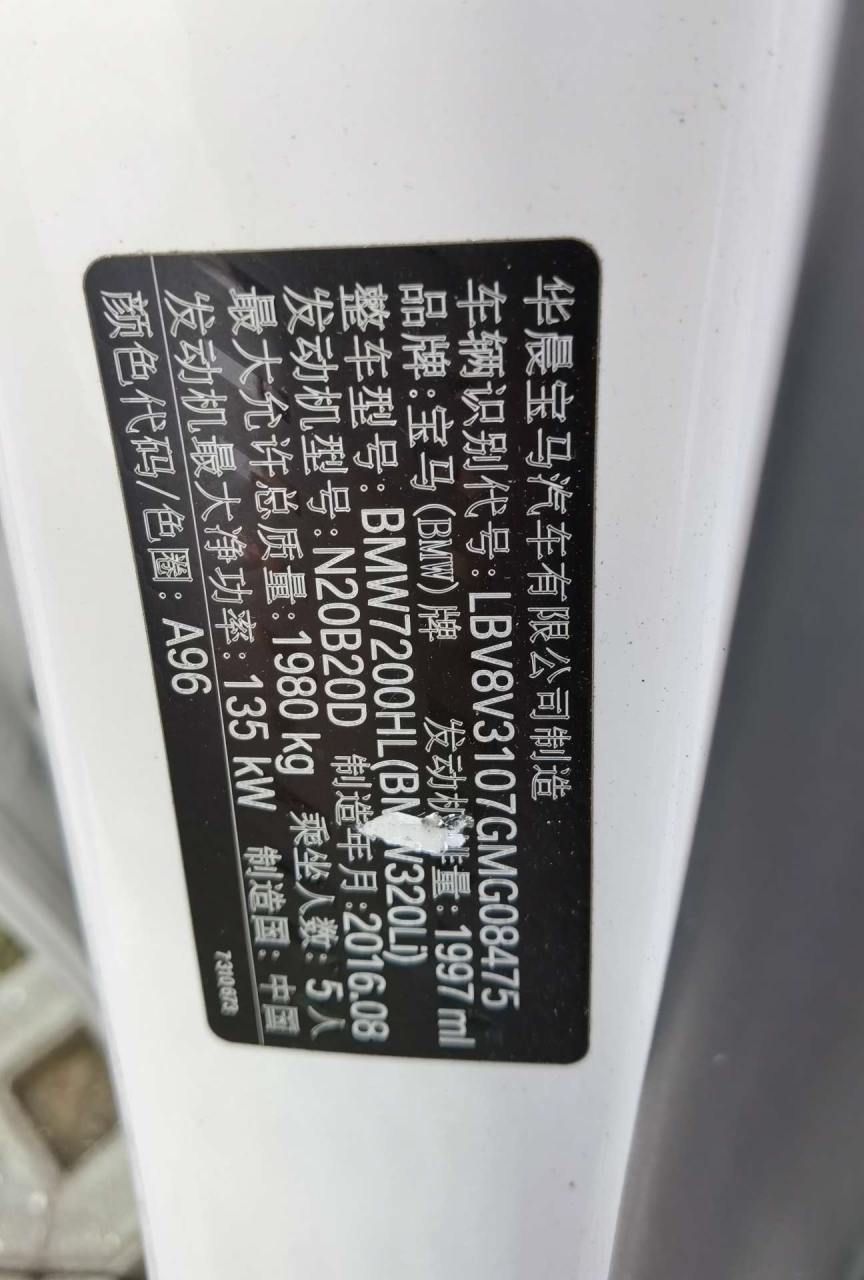 华晨宝马汽车有限公司制造
车辆识别代号:LBV8V3107GMG08475
品牌:宝马(BMW)牌 发动机排量:1997 ml
整车型号:BMW7200HL(BMW320Li)
发动机型号:N20B20D 制造年月:2016.08
最大允许总质量:1980 kg 乘坐人数: 5 人
发动机最大净功率:135 kW 制造国: 中国
颜色代码/色圈: A96
7310673